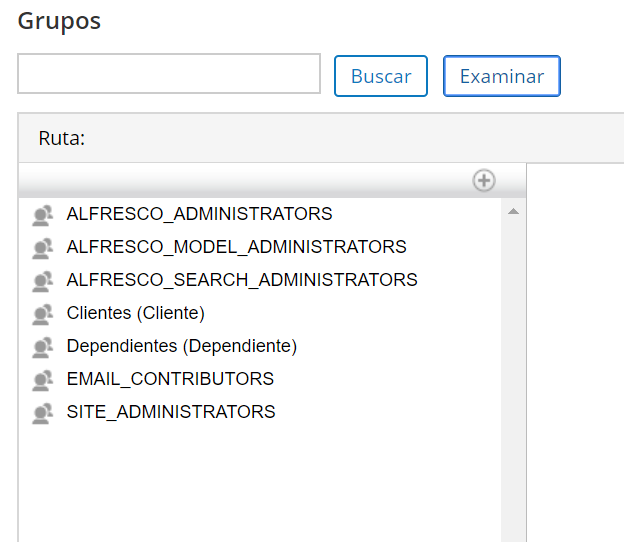 Grupos
Buscar Examinar
Ruta:
ALFRESCO_ADMINISTRATORS
ALFRESCO_MODEL_ADMINISTRATORS
ALFRESCO_SEARCH_ADMINISTRATORS
Clientes (Cliente)
Dependientes (Dependiente)
EMAIL_CONTRIBUTORS
SITE_ADMINISTRATORS